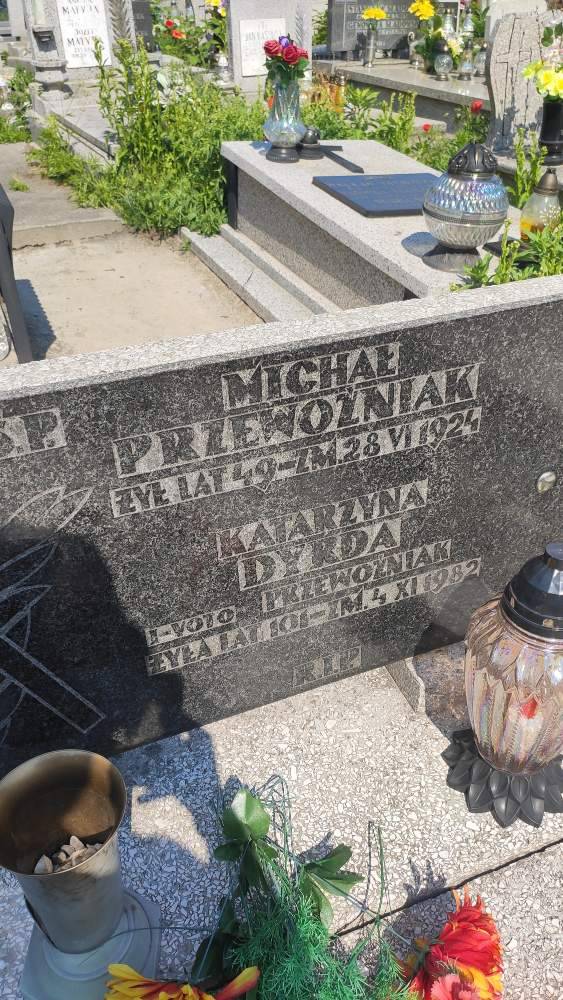 Ś.P.
MICHAŁ
PRZEWOŹNIAK
ŻYŁ LAT 49-ZM.28 VI 1924
KATARZYNA
DYRDA
I-VOTO PRZEWOŹNIAK
ŻYŁA LAT 101-ZM.4 XI 1982
R.I.P.